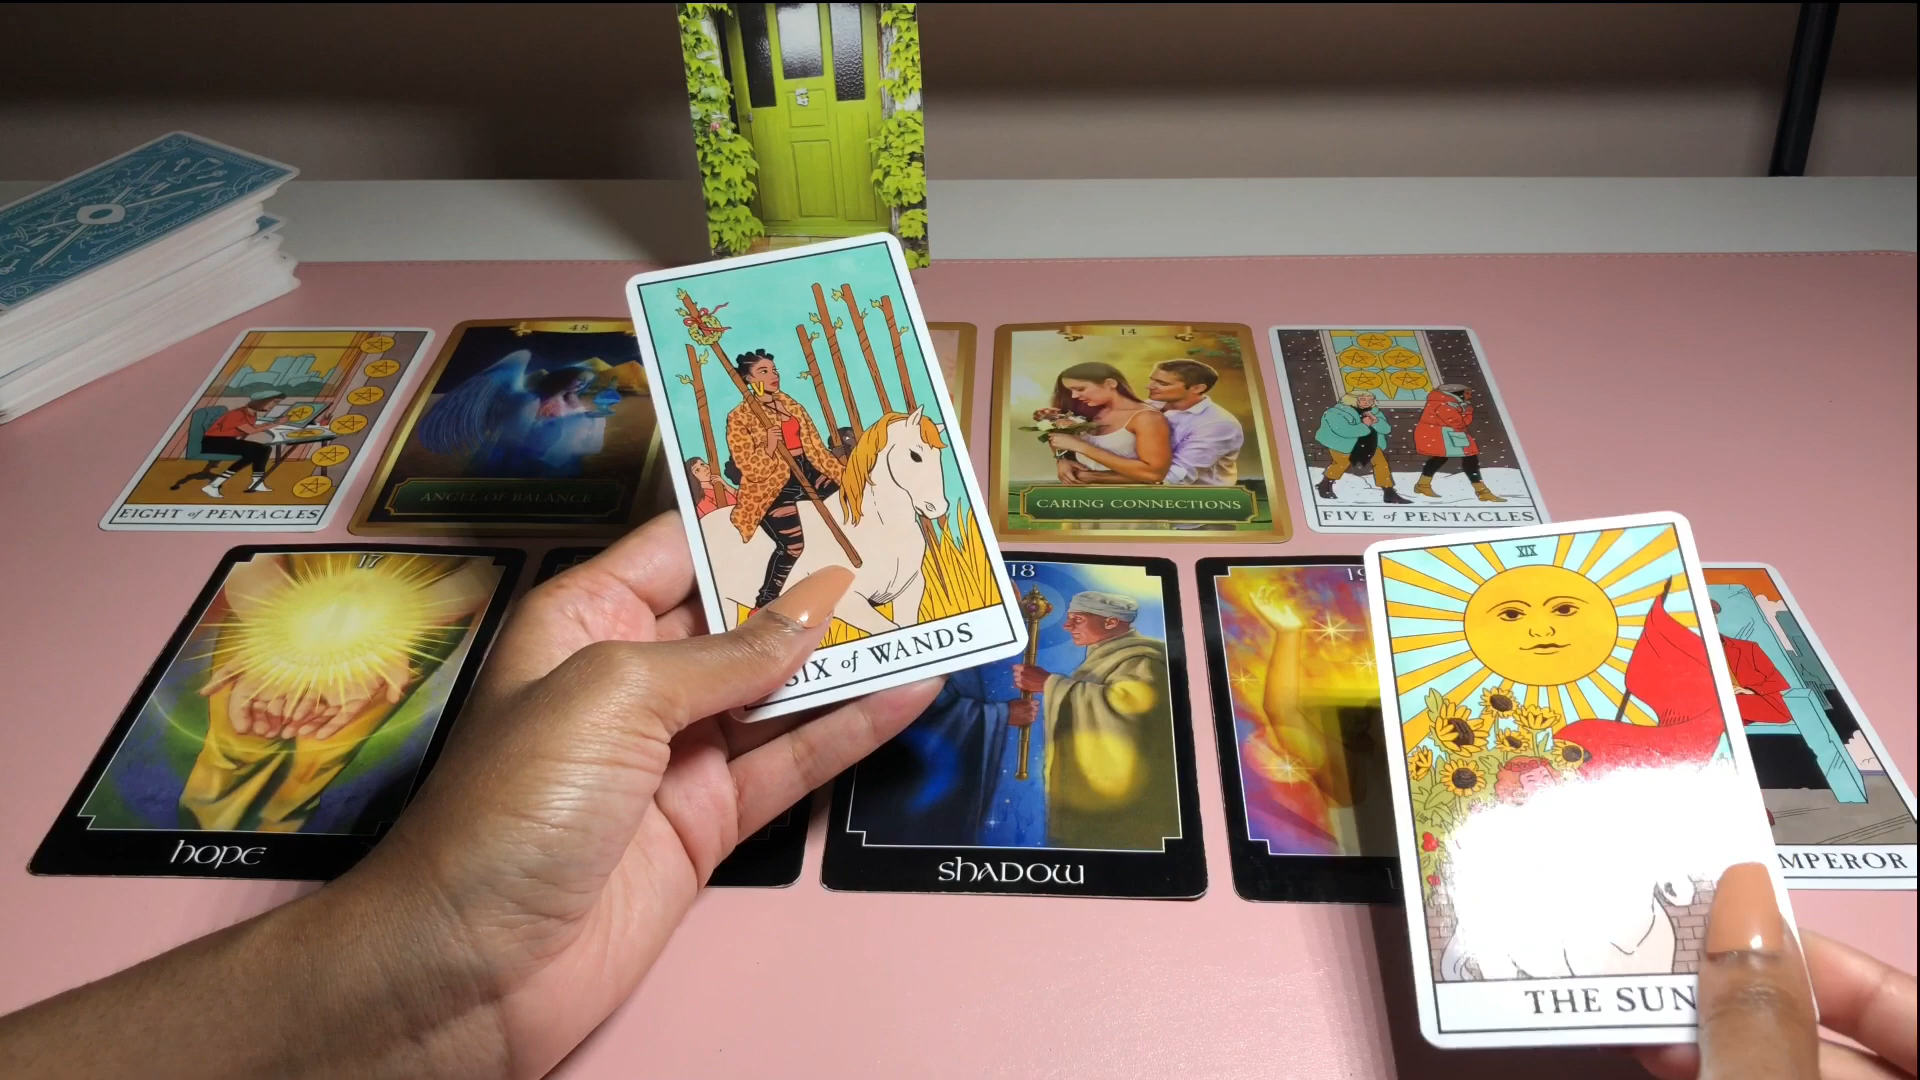 48
14
EIGHT of PENTACLES
ANGEL OF BALANCE
CARING CONNECTIONS
FIVE of PENTACLES
17
18
XIX
SIX of WANDS
HOPE
SHADOW
MPEROR
THE SUN